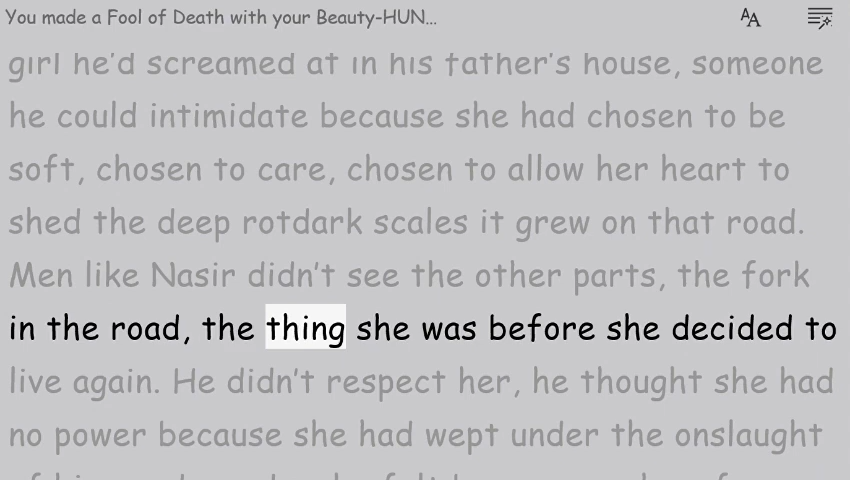 You made a Fool of Death with your Beauty-HUN...
girl he'd screamed at in his father's house, someone
he could intimidate because she had chosen to be
soft, chosen to care, chosen to allow her heart to
shed the deep rotdark scales it grew on that road.
Men like Nasir didn't see the other parts, the fork
in the road, the thing she was before she decided to
live again. He didn't respect her, he thought she had
no power because she had wept under the onslaught